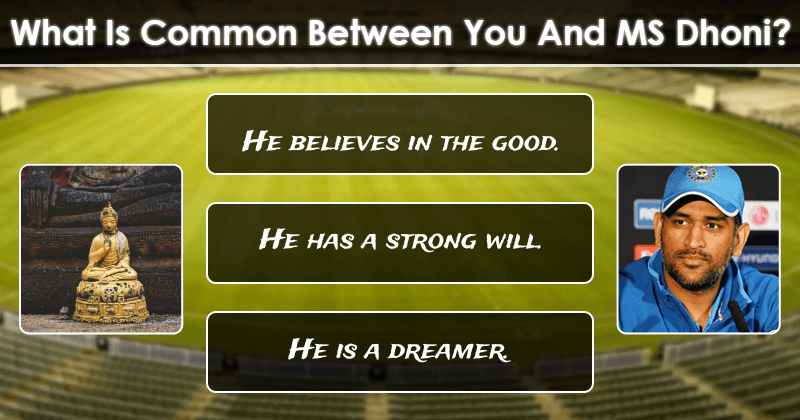 What Is Common Between You And MS Dhoni?
He believes in the good.
He has a strong will.
He is a dreamer
HYUNDAI